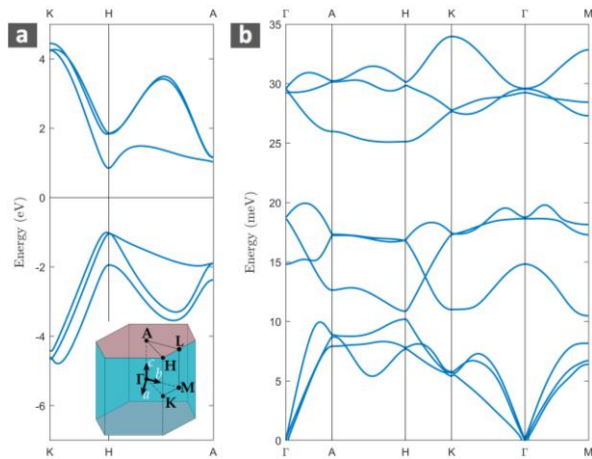 a
K H A
4
2
0
-2
-4
-6
Energy (eV)
A
L
H
c
Γ b
M
a
K
K H A
b
Γ A H K Γ M
35
30
25
20
15
10
5
0
Energy (meV)
Γ A H K Γ M